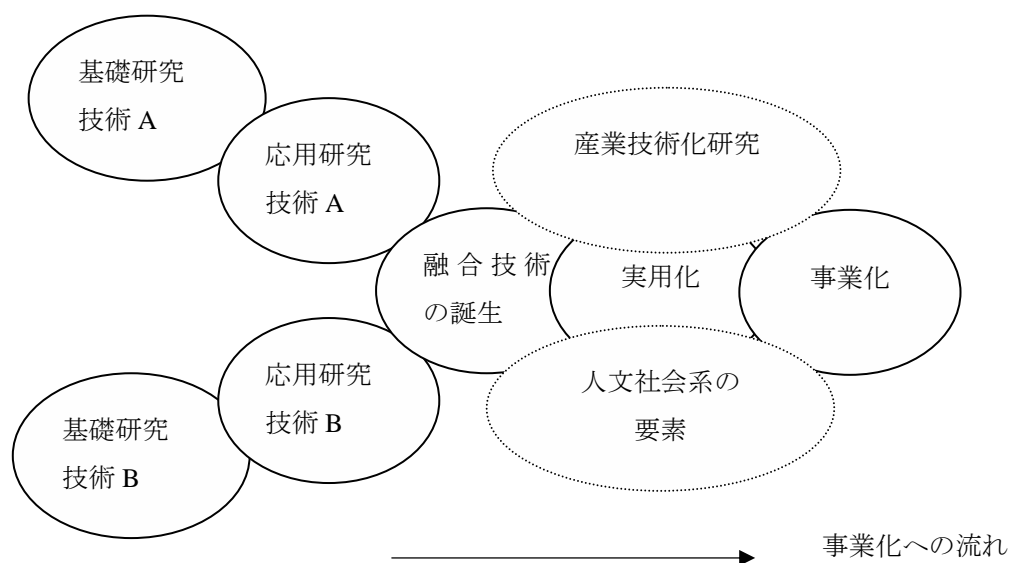 基礎研究
技術 A
応用研究
技術 A
産業技術化研究
融合技術
の誕生
実用化
事業化
応用研究
技術 B
基礎研究
技術 B
人文社会系の
要素
事業化への流れ